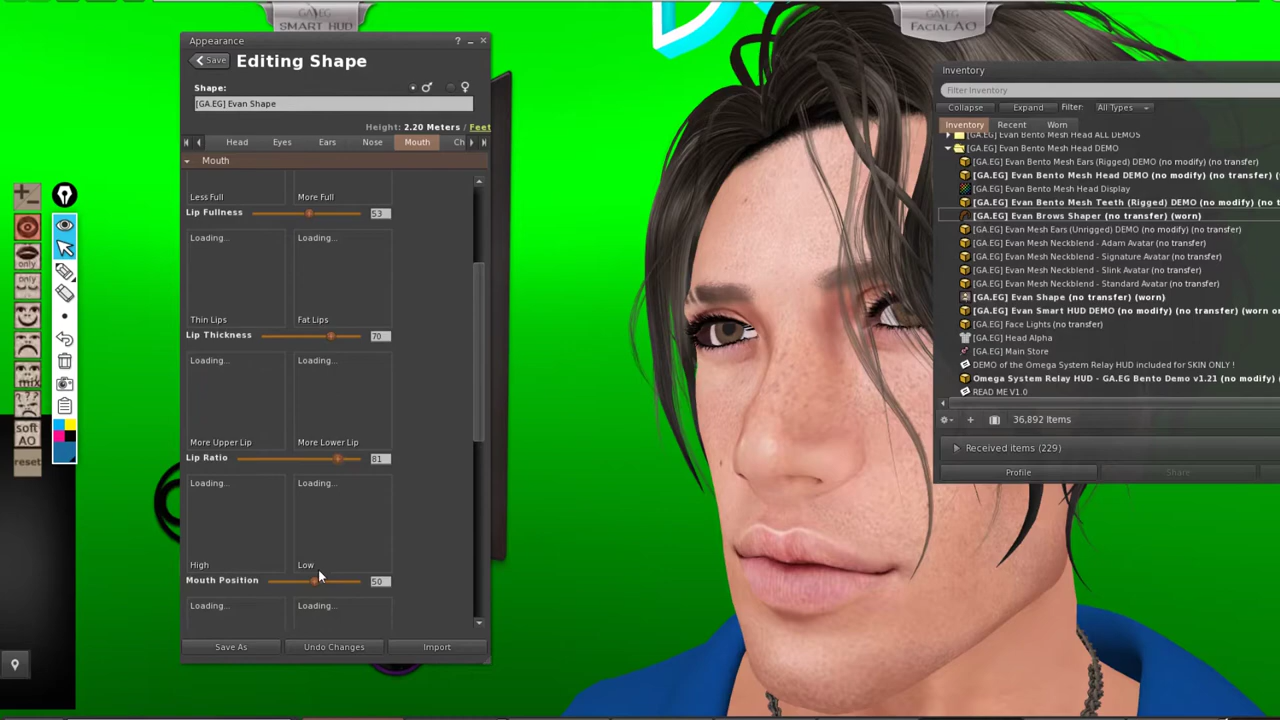 GA.EG
SMART HUD
GA.EG
FACIAL AO
Appearance
?
Save
Editing Shape
Shape:
[GA.EG] Evan Shape
Height: 2.20 Meters / Feet
Head
Eyes
Ears
Nose
Mouth
Ch
Mouth
Less Full
More Full
Lip Fullness
53
Loading...
Loading...
Thin Lips
Fat Lips
Lip Thickness
70
Loading...
Loading...
More Upper Lip
More Lower Lip
Lip Ratio
81
Loading...
Loading...
High
Low
Mouth Position
50
Loading...
Loading...
Save As
Undo Changes
Import
only
only
mix
soft
AO
reset
Inventory
Filter Inventory
Collapse
Expand
Filter:
All Types
Inventory
Recent
Worn
[GA.EG] Evan Bento Mesh Head ALL DEMOS
[GA.EG] Evan Bento Mesh Head DEMO
[GA.EG] Evan Bento Mesh Ears (Rigged) DEMO (no modify) (no transfer)
[GA.EG] Evan Bento Mesh Head DEMO (no modify) (no transfer) (
[GA.EG] Evan Bento Mesh Head Display
[GA.EG] Evan Bento Mesh Teeth (Rigged) DEMO (no modify) (no t
[GA.EG] Evan Brows Shaper (no transfer) (worn)
[GA.EG] Evan Mesh Ears (Unrigged) DEMO (no modify) (no transfer)
[GA.EG] Evan Mesh Neckblend - Adam Avatar (no transfer)
[GA.EG] Evan Mesh Neckblend - Signature Avatar (no transfer)
[GA.EG] Evan Mesh Neckblend - Slink Avatar (no transfer)
[GA.EG] Evan Mesh Neckblend - Standard Avatar (no transfer)
[GA.EG] Evan Shape (no transfer) (worn)
[GA.EG] Evan Smart HUD DEMO (no modify) (no transfer) (worn o
[GA.EG] Face Lights (no transfer)
[GA.EG] Head Alpha
[GA.EG] Main Store
DEMO of the Omega System Relay HUD included for SKIN ONLY !
Omega System Relay HUD - GA.EG Bento Demo v1.21 (no modify)
READ ME V1.0
36,892 Items
Received items (229)
Profile
Share